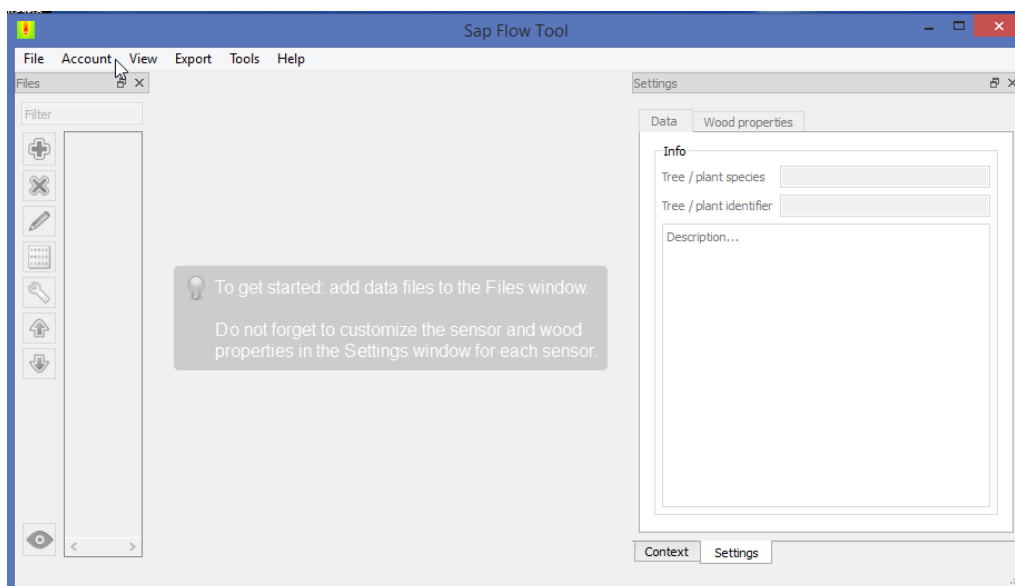 Sap Flow Tool
File Account View Export Tools Help
Files
Settings
Filter
Data Wood properties
Info
Tree / plant species
Tree / plant identifier
Description...
To get started: add data files to the Files window.
Do not forget to customize the sensor and wood
properties in the Settings window for each sensor.
Context Settings